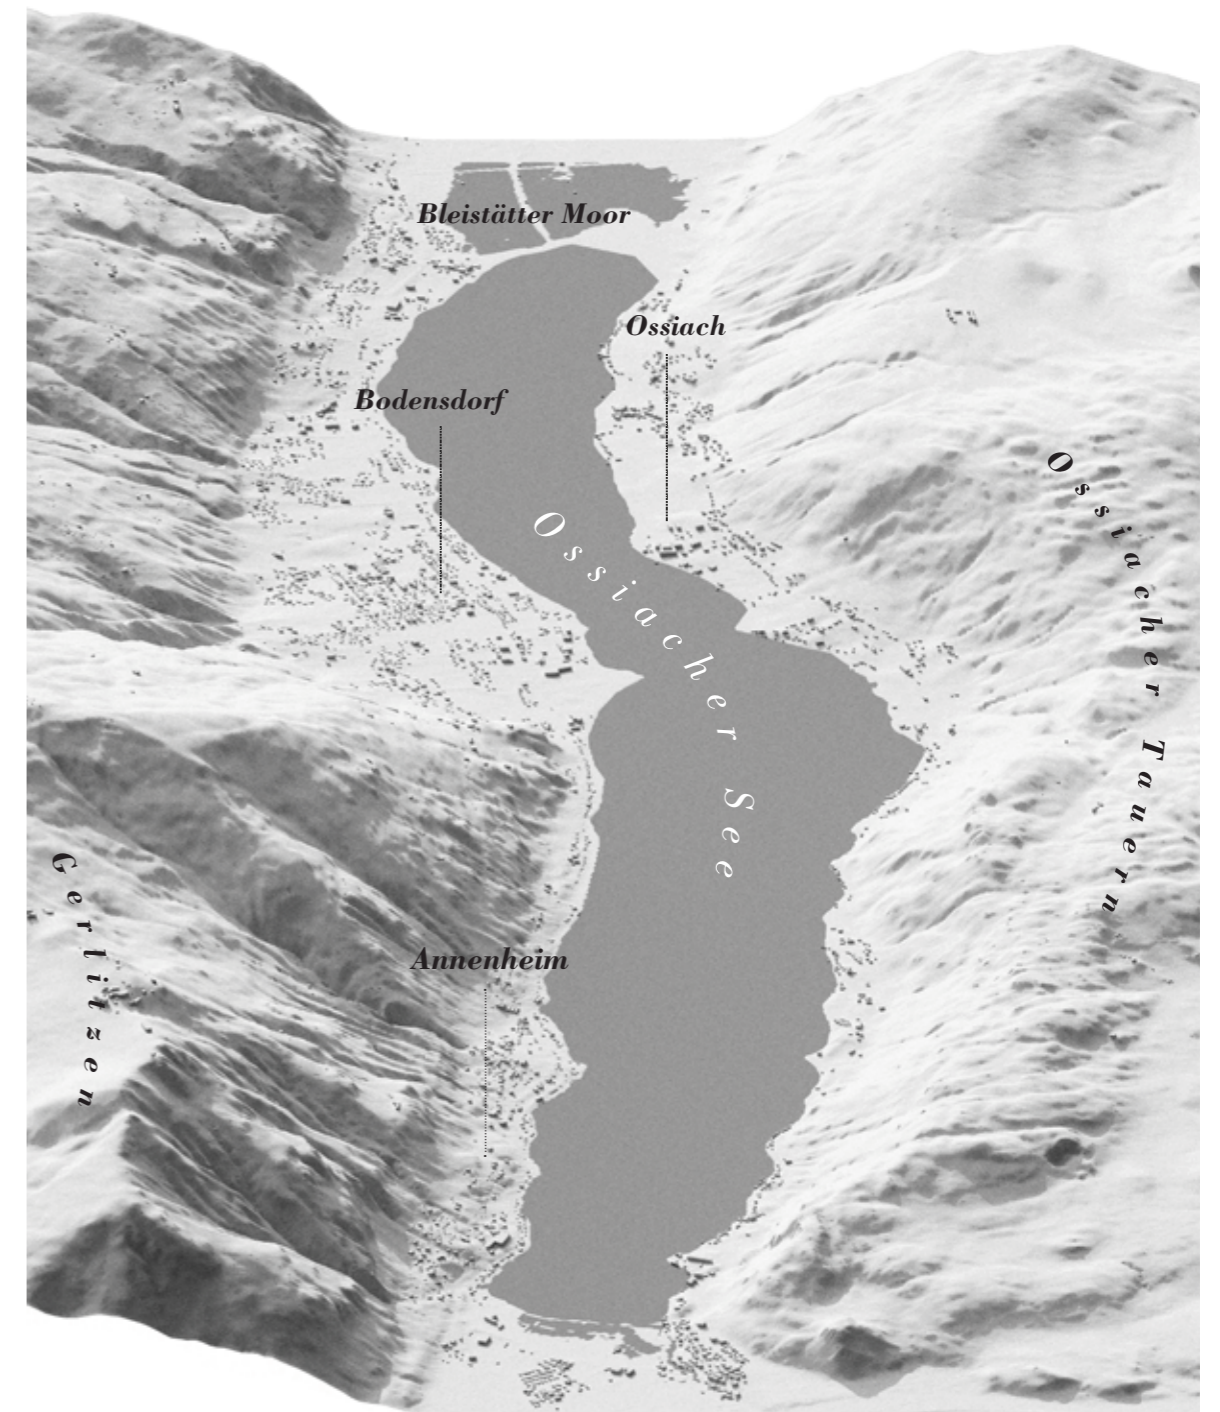 Bleistätter Moor
Ossiach
Bodensdorf
Ossiacher See
Ossiacher Tauern
Gerlitzen
Annenheim